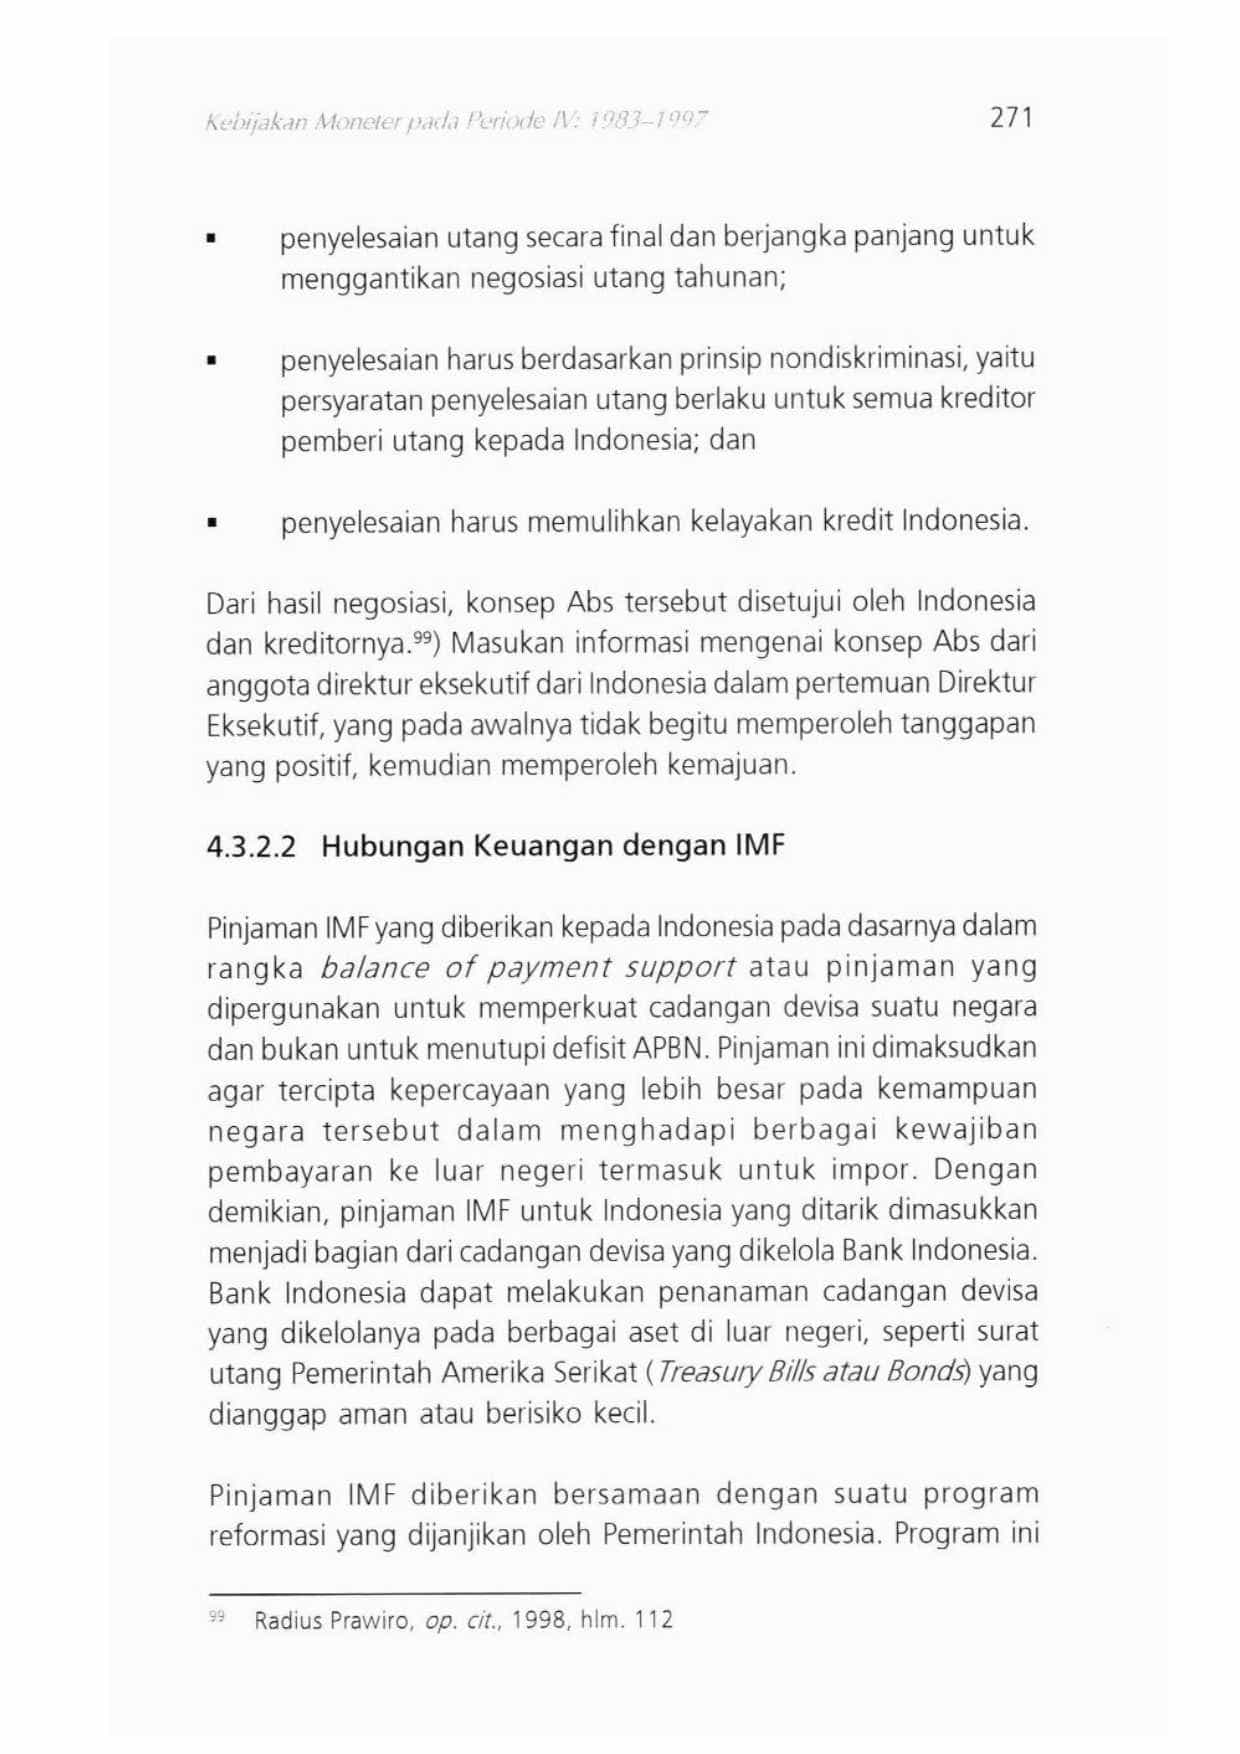 Kebijakan Moneter pada Periode IV: 1983–1997 271
▪ penyelesaian utang secara final dan berjangka panjang untuk
menggantikan negosiasi utang tahunan;
▪ penyelesaian harus berdasarkan prinsip nondiskriminasi, yaitu
persyaratan penyelesaian utang berlaku untuk semua kreditor
pemberi utang kepada Indonesia; dan
▪ penyelesaian harus memulihkan kelayakan kredit Indonesia.
Dari hasil negosiasi, konsep Abs tersebut disetujui oleh Indonesia
dan kreditornya.⁹⁹) Masukan informasi mengenai konsep Abs dari
anggota direktur eksekutif dari Indonesia dalam pertemuan Direktur
Eksekutif, yang pada awalnya tidak begitu memperoleh tanggapan
yang positif, kemudian memperoleh kemajuan.
4.3.2.2 Hubungan Keuangan dengan IMF
Pinjaman IMF yang diberikan kepada Indonesia pada dasarnya dalam
rangka balance of payment support atau pinjaman yang
dipergunakan untuk memperkuat cadangan devisa suatu negara
dan bukan untuk menutupi defisit APBN. Pinjaman ini dimaksudkan
agar tercipta kepercayaan yang lebih besar pada kemampuan
negara tersebut dalam menghadapi berbagai kewajiban
pembayaran ke luar negeri termasuk untuk impor. Dengan
demikian, pinjaman IMF untuk Indonesia yang ditarik dimasukkan
menjadi bagian dari cadangan devisa yang dikelola Bank Indonesia.
Bank Indonesia dapat melakukan penanaman cadangan devisa
yang dikelolanya pada berbagai aset di luar negeri, seperti surat
utang Pemerintah Amerika Serikat (Treasury Bills atau Bonds) yang
dianggap aman atau berisiko kecil.
Pinjaman IMF diberikan bersamaan dengan suatu program
reformasi yang dijanjikan oleh Pemerintah Indonesia. Program ini
⁹⁹ Radius Prawiro, op. cit., 1998, hlm. 112